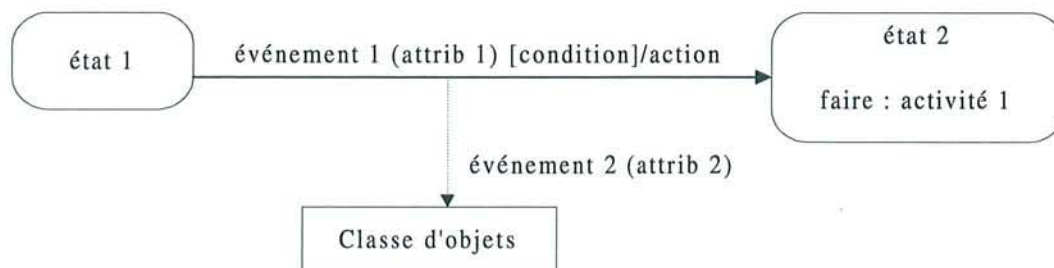 état 1
événement 1 (attrib 1) [condition]/action
état 2
faire : activité 1
événement 2 (attrib 2)
Classe d'objets